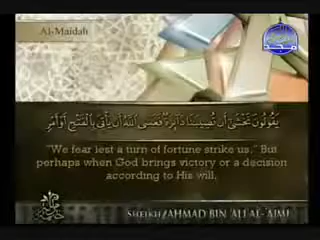 Al-Maidah
يَقُولُونَ نَخْشَىٰ أَن تُصِيبَنَا دَائِرَةٌ فَعَسَى اللَّهُ أَن يَأْتِيَ بِالْفَتْحِ أَوْ أَمْرٍ
"We fear lest a turn of fortune strike us." But
perhaps when God brings victory or a decision
according to His will,
SHEIKH / AHMAD BIN ALI AL-'AJMI